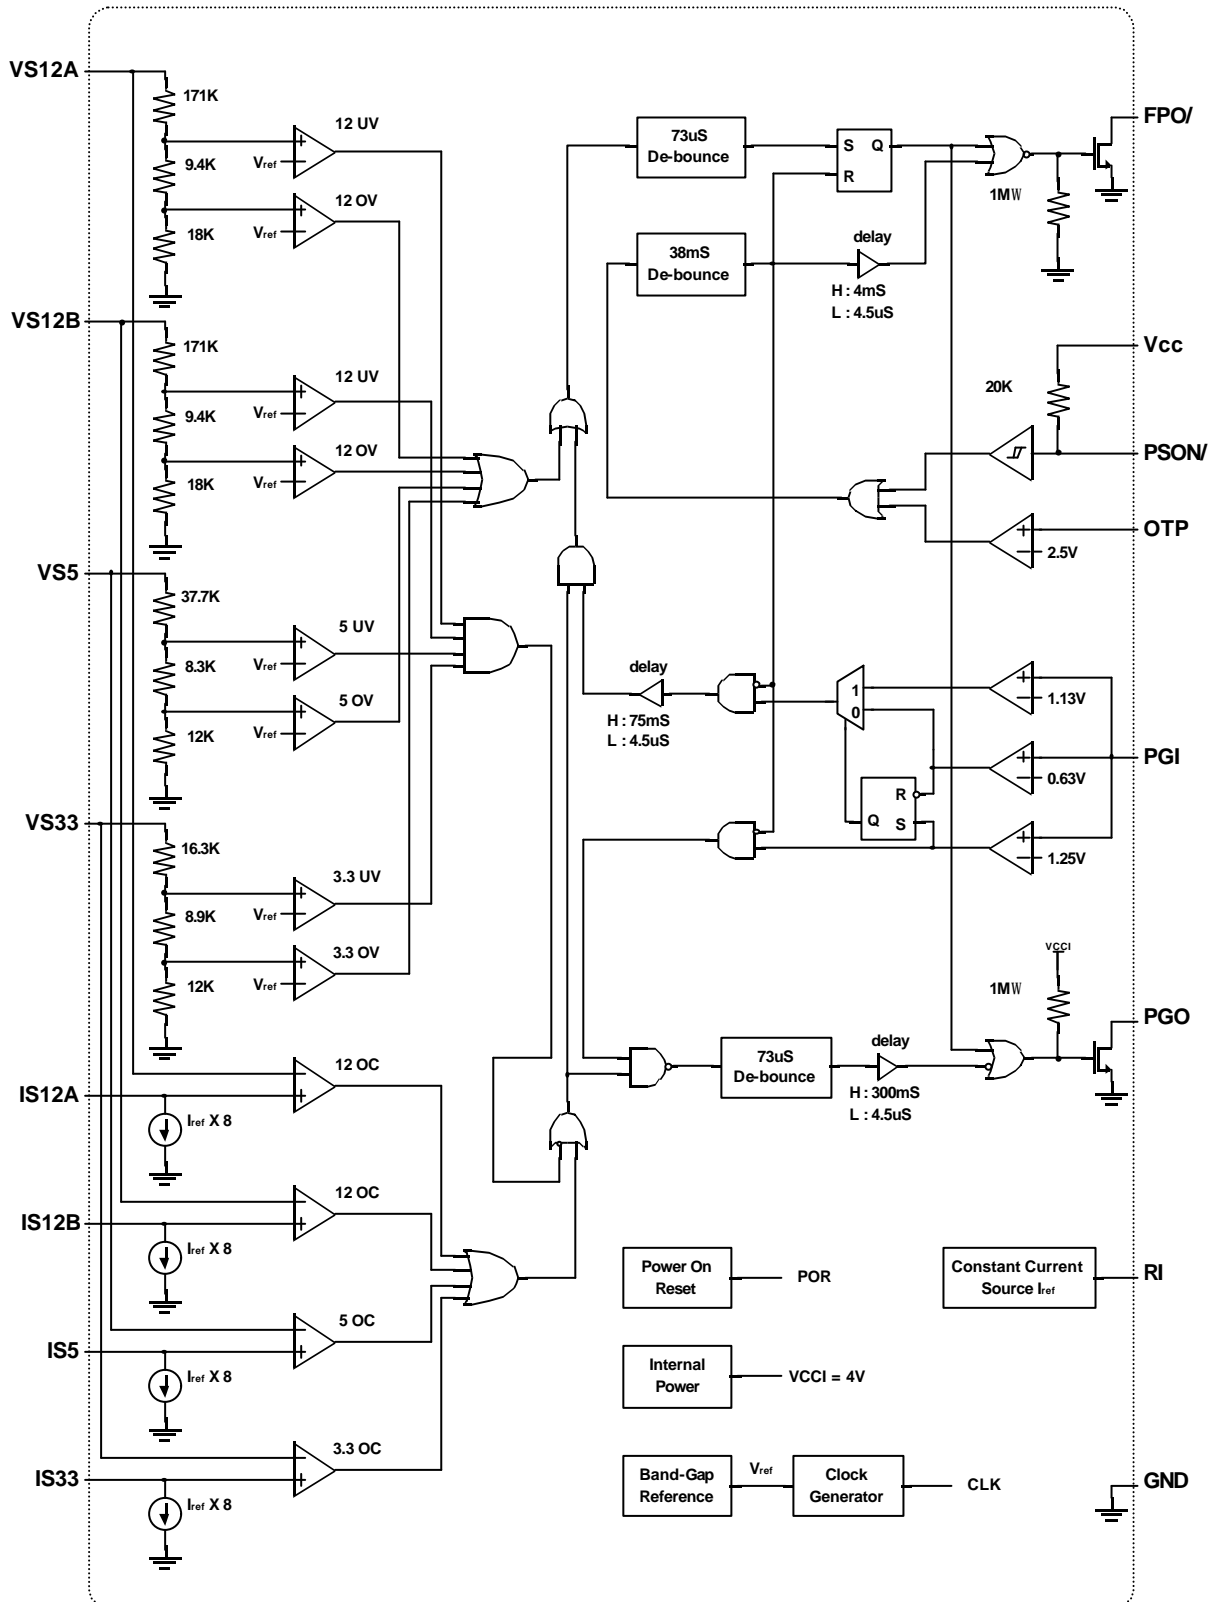 VS12A
171K
12 UV
Vref
9.4K
12 OV
Vref
18K
VS12B
171K
12 UV
Vref
9.4K
12 OV
Vref
18K
VS5
37.7K
5 UV
Vref
8.3K
5 OV
Vref
12K
VS33
16.3K
3.3 UV
Vref
8.9K
3.3 OV
Vref
12K
12 OC
IS12A
Iref X 8
12 OC
IS12B
Iref X 8
5 OC
IS5
Iref X 8
3.3 OC
IS33
Iref X 8
73uS
De-bounce
S Q
R
FPO/
1MW
38mS
De-bounce
delay
H : 4mS
L : 4.5uS
Vcc
20K
PSON/
OTP
2.5V
delay
H : 75mS
L : 4.5uS
1
0
1.13V
PGI
0.63V
R
Q S
1.25V
VCCI
1MW
PGO
73uS
De-bounce
delay
H : 300mS
L : 4.5uS
Power On
Reset
POR
Constant Current
Source Iref
RI
Internal
Power
VCCI = 4V
Band-Gap
Reference
Vref
Clock
Generator
CLK
GND